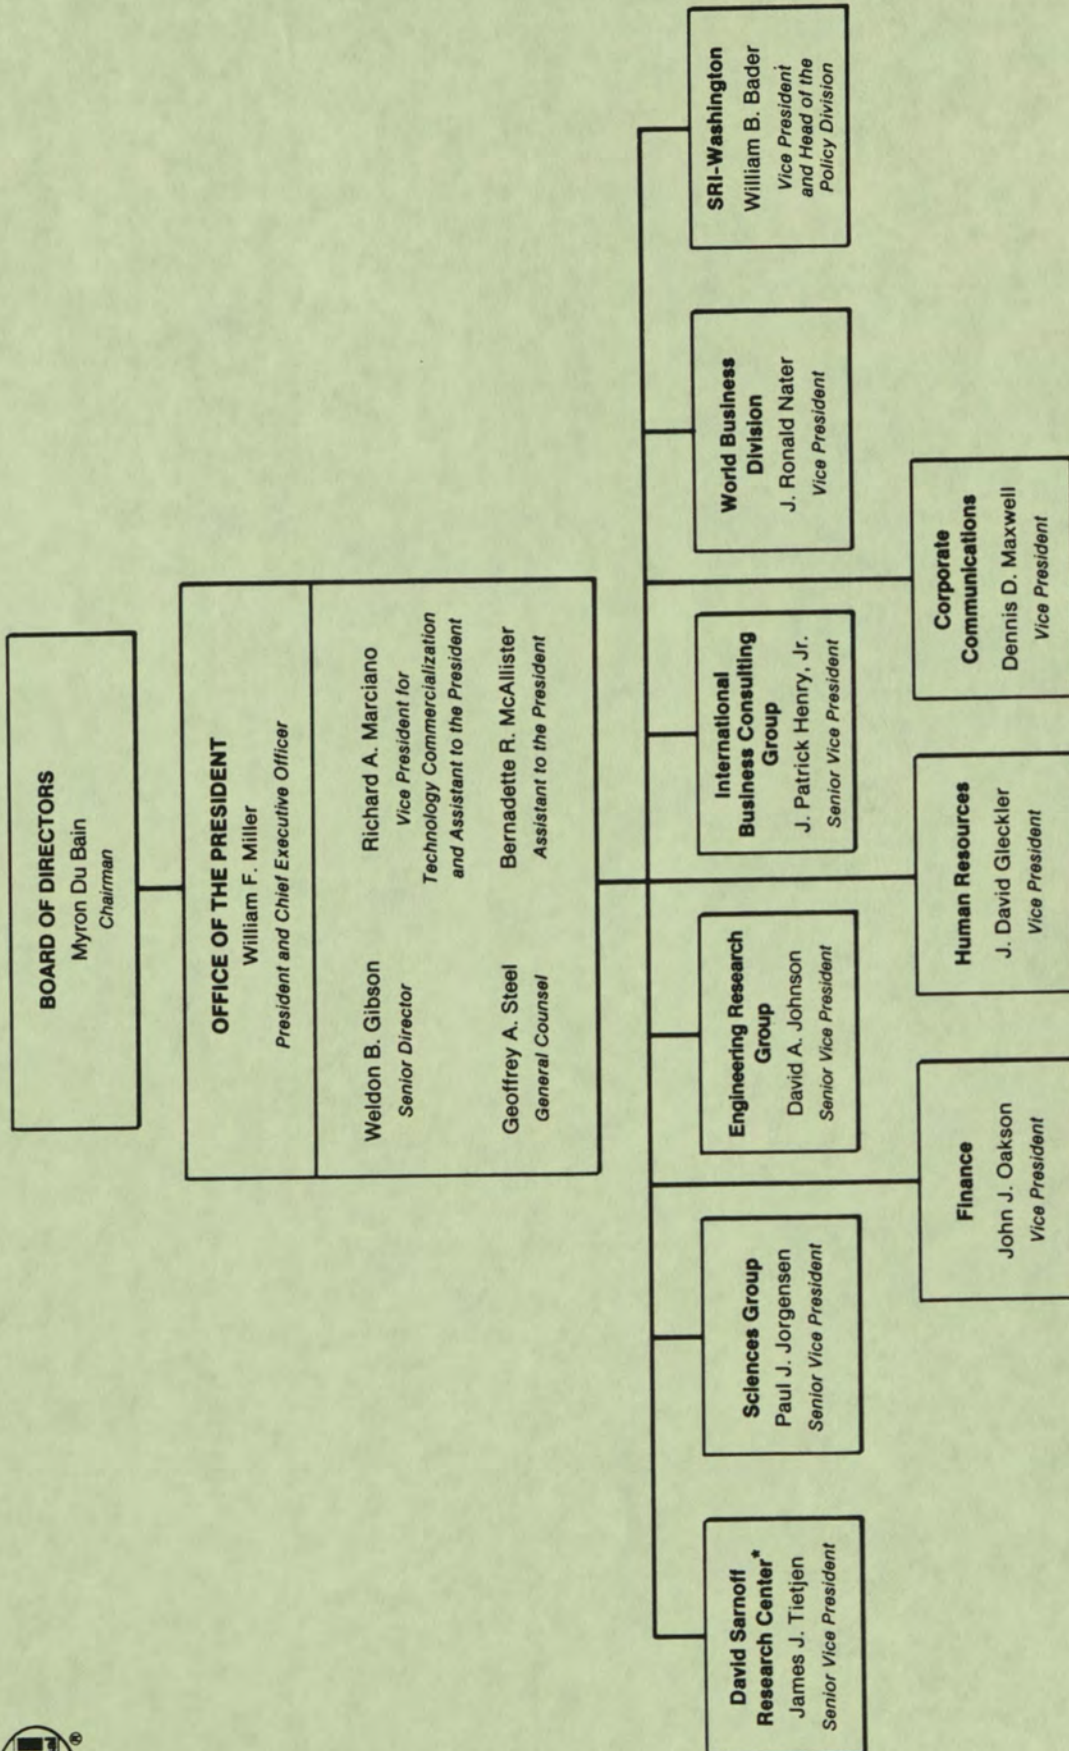 BOARD OF DIRECTORS
Myron Du Bain
Chairman
OFFICE OF THE PRESIDENT
William F. Miller
President and Chief Executive Officer
Weldon B. Gibson
Senior Director
Richard A. Marciano
Vice President for
Technology Commercialization
and Assistant to the President
Geoffrey A. Steel
General Counsel
Bernadette R. McAllister
Assistant to the President
David Sarnoff
Research Center*
James J. Tietjen
Senior Vice President
Sciences Group
Paul J. Jorgensen
Senior Vice President
Engineering Research
Group
David A. Johnson
Senior Vice President
International
Business Consulting
Group
J. Patrick Henry, Jr.
Senior Vice President
World Business
Division
J. Ronald Nater
Vice President
SRI-Washington
William B. Bader
Vice President
and Head of the
Policy Division
Finance
John J. Oakson
Vice President
Human Resources
J. David Gleckler
Vice President
Corporate
Communications
Dennis D. Maxwell
Vice President
®